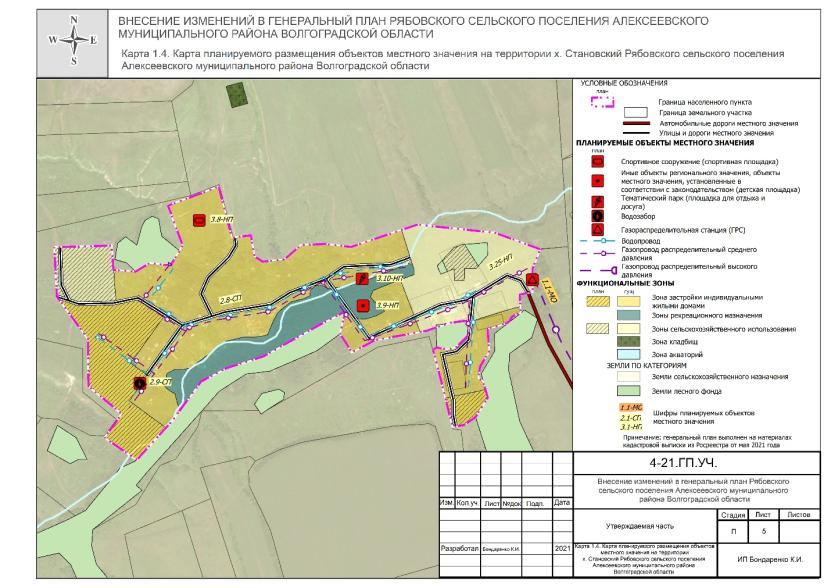 N
W E
S
ВНЕСЕНИЕ ИЗМЕНЕНИЙ В ГЕНЕРАЛЬНЫЙ ПЛАН РЯБОВСКОГО СЕЛЬСКОГО ПОСЕЛЕНИЯ АЛЕКСЕЕВСКОГО
МУНИЦИПАЛЬНОГО РАЙОНА ВОЛГОГРАДСКОЙ ОБЛАСТИ
Карта 1.4. Карта планируемого размещения объектов местного значения на территории х. Становский Рябовского сельского поселения
Алексеевского муниципального района Волгоградской области
УСЛОВНЫЕ ОБОЗНАЧЕНИЯ
план
Граница населенного пункта
Граница земельного участка
Автомобильные дороги местного значения
Улицы и дороги местного значения
ПЛАНИРУЕМЫЕ ОБЪЕКТЫ МЕСТНОГО ЗНАЧЕНИЯ
план
Спортивное сооружение (спортивная площадка)
Иные объекты регионального значения, объекты
местного значения, установленные в
соответствии с законодательством (детская площадка)
Тематический парк (площадка для отдыха и
досуга)
Водозабор
Газораспределительная станция (ГРС)
Водопровод
Газопровод распределительный среднего
давления
Газопровод распределительный высокого
давления
ФУНКЦИОНАЛЬНЫЕ ЗОНЫ
план сущ.
Зона застройки индивидуальными
жилыми домами
Зоны рекреационного назначения
Зоны сельскохозяйственного использования
Зона кладбищ
Зона акваторий
ЗЕМЛИ ПО КАТЕГОРИЯМ
Земли сельскохозяйственного назначения
Земли лесного фонда
1.1-МО
2.1-СП
3.1-НП
Шифры планируемых объектов
местного значения
Примечание: генеральный план выполнен на материалах
кадастровой выписки из Росреестра от мая 2021 года
3.8-НП
2.8-СП
3.10-НП
3.9-НП
3.25-НП
1.1-МО
2.9-СП
4-21.ГП.УЧ.
Внесение изменений в генеральный план Рябовского
сельского поселения Алексеевского муниципального
района Волгоградской области
Изм. Кол.уч. Лист №док Подп. Дата
Утверждаемая часть
Стадия Лист Листов
П 5
Разработал Бондаренко К.И. 2021
Карта 1.4. Карта планируемого размещения объектов
местного значения на территории
х. Становский Рябовского сельского поселения
Алексеевского муниципального района
Волгоградской области
ИП Бондаренко К.И.